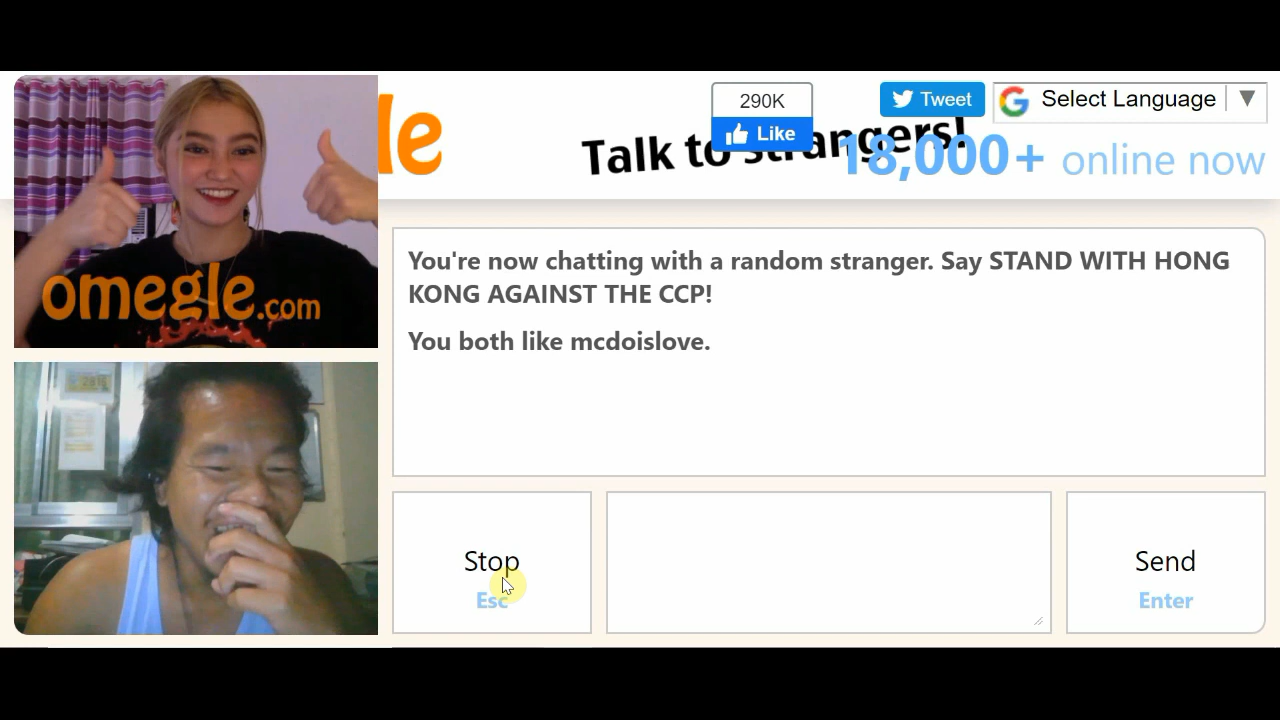 le
Talk to strangers!
290K
Like
Tweet
Select Language
18,000+ online now
omegle.com
You're now chatting with a random stranger. Say STAND WITH HONG
KONG AGAINST THE CCP!
You both like mcdoislove.
Stop
Esc
Send
Enter